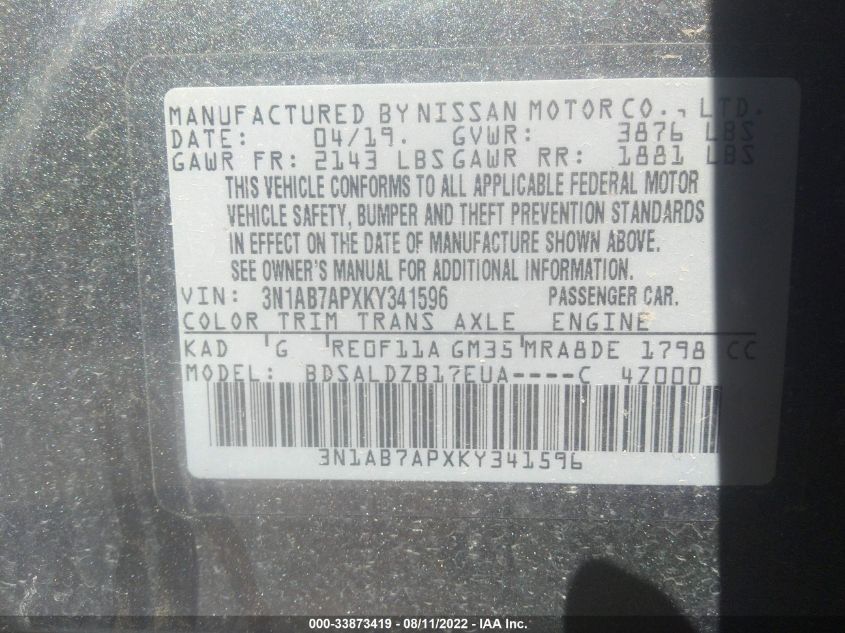 MANUFACTURED BY NISSAN MOTOR CO., LTD.
DATE: 04/19. GVWR: 3876 LBS
GAWR FR: 2143 LBS GAWR RR: 1881 LBS
THIS VEHICLE CONFORMS TO ALL APPLICABLE FEDERAL MOTOR
VEHICLE SAFETY, BUMPER AND THEFT PREVENTION STANDARDS
IN EFFECT ON THE DATE OF MANUFACTURE SHOWN ABOVE.
SEE OWNER'S MANUAL FOR ADDITIONAL INFORMATION.
VIN: 3N1AB7APXKY341596 PASSENGER CAR.
COLOR TRIM TRANS AXLE ENGINE
KAD 'G 'RE0F11A GM35'MRA8DE 1798 CC
MODEL: BDSALDZB17EUA----C 4Z000
3N1AB7APXKY341596
000-33873419 - 08/11/2022 - IAA Inc.